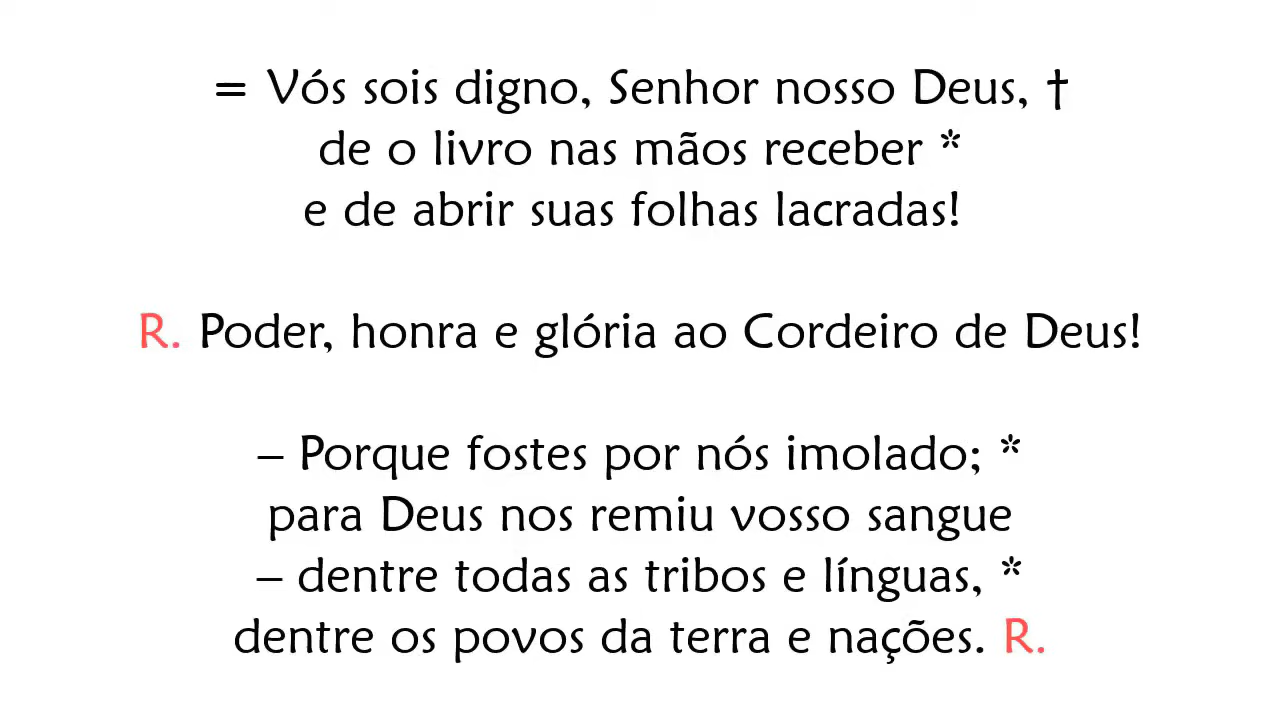 = Vós sois digno, Senhor nosso Deus, †
de o livro nas mãos receber *
e de abrir suas folhas lacradas!
R. Poder, honra e glória ao Cordeiro de Deus!
– Porque fostes por nós imolado; *
para Deus nos remiu vosso sangue
– dentre todas as tribos e línguas, *
dentre os povos da terra e nações. R.